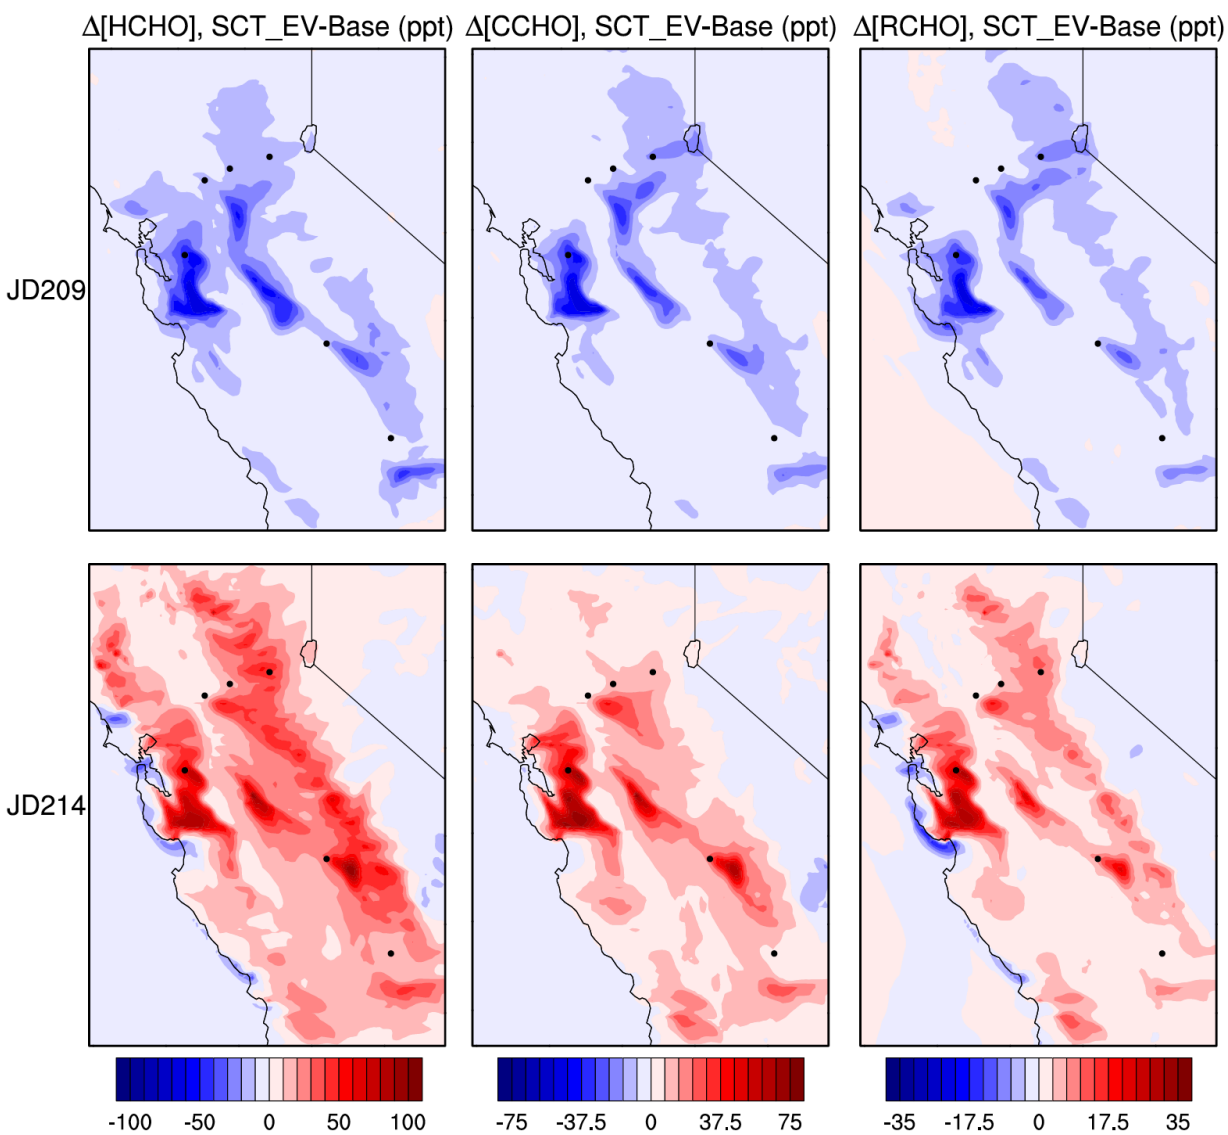 Δ[HCHO], SCT_EV-Base (ppt) Δ[CCHO], SCT_EV-Base (ppt) Δ[RCHO], SCT_EV-Base (ppt)
JD209
JD214
-100 -50 0 50 100 -75 -37.5 0 37.5 75 -35 -17.5 0 17.5 35